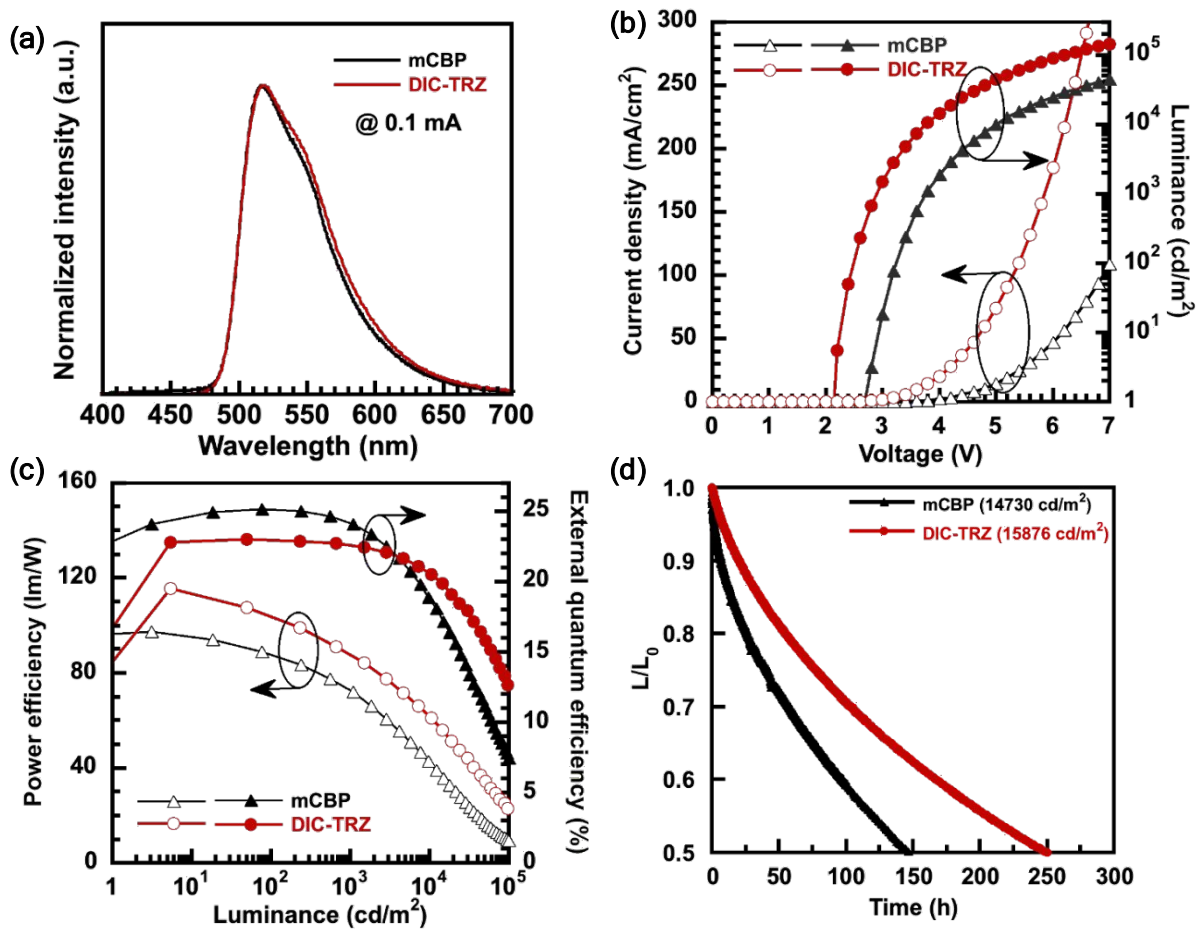 (a)
mCBP
DIC-TRZ
@ 0.1 mA
Normalized intensity (a.u.)
400 450 500 550 600 650 700
Wavelength (nm)
(b)
300
250
200
150
100
50
0
Current density (mA/cm²)
mCBP
DIC-TRZ
10⁵
10⁴
10³
10²
10¹
1
Luminance (cd/m²)
0 1 2 3 4 5 6 7
Voltage (V)
(c)
160
120
80
40
0
Power efficiency (lm/W)
mCBP
DIC-TRZ
25
20
15
10
5
0
External quantum efficiency (%)
1 10¹ 10² 10³ 10⁴ 10⁵
Luminance (cd/m²)
(d)
1.0
0.9
0.8
0.7
0.6
0.5
L/L₀
mCBP (14730 cd/m²)
DIC-TRZ (15876 cd/m²)
0 50 100 150 200 250 300
Time (h)